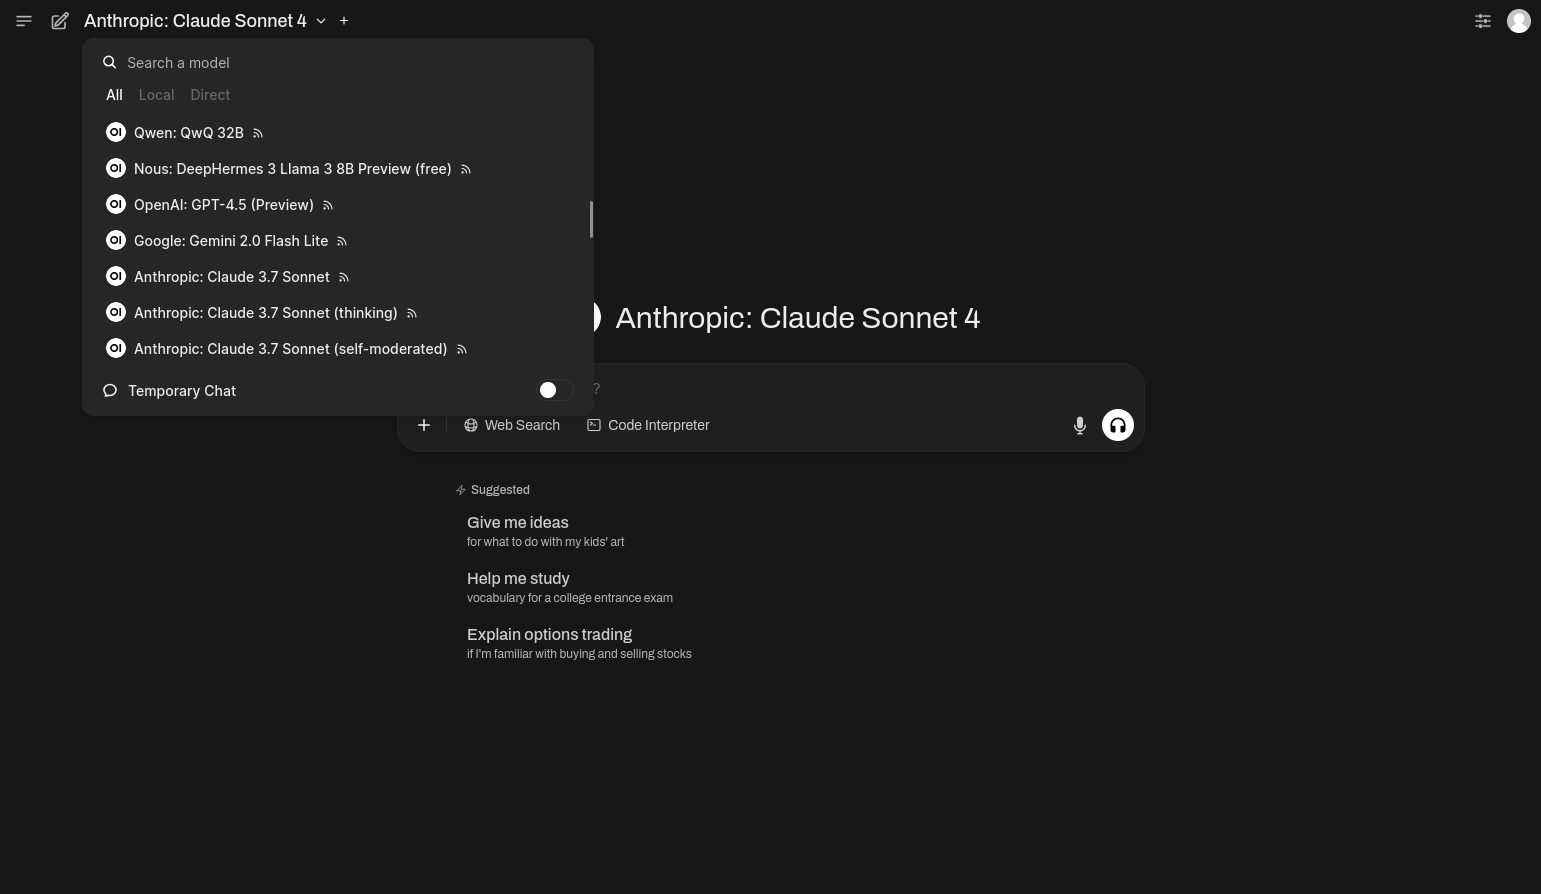 Anthropic: Claude Sonnet 4
Search a model
All Local Direct
OI Qwen: QwQ 32B
OI Nous: DeepHermes 3 Llama 3 8B Preview (free)
OI OpenAI: GPT-4.5 (Preview)
OI Google: Gemini 2.0 Flash Lite
OI Anthropic: Claude 3.7 Sonnet
OI Anthropic: Claude 3.7 Sonnet (thinking)
OI Anthropic: Claude 3.7 Sonnet (self-moderated)
Temporary Chat
Anthropic: Claude Sonnet 4
?
Web Search Code Interpreter
Suggested
Give me ideas
for what to do with my kids' art
Help me study
vocabulary for a college entrance exam
Explain options trading
if I'm familiar with buying and selling stocks